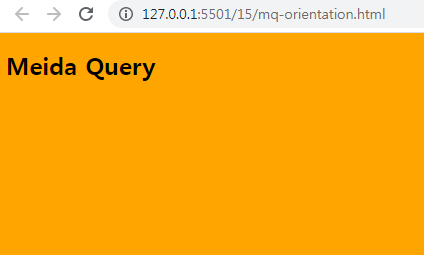 127.0.0.1:5501/15/mq-orientation.html
Meida Query